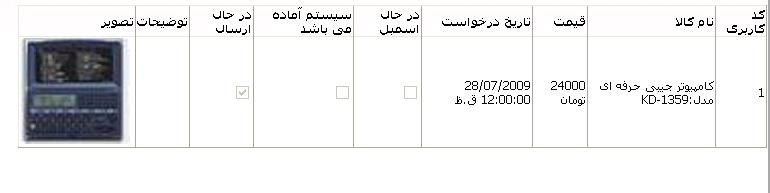 کد کاربری
نام کالا
قیمت
تاریخ درخواست
در حال اسمبل
سیستم آماده می باشد
در حال ارسال
توضیحات
تصویر
1
کامپیوتر جیبی حرفه ای
مدل:KD-1359
24000
تومان
28/07/2009
12:00:00 ق.ظ